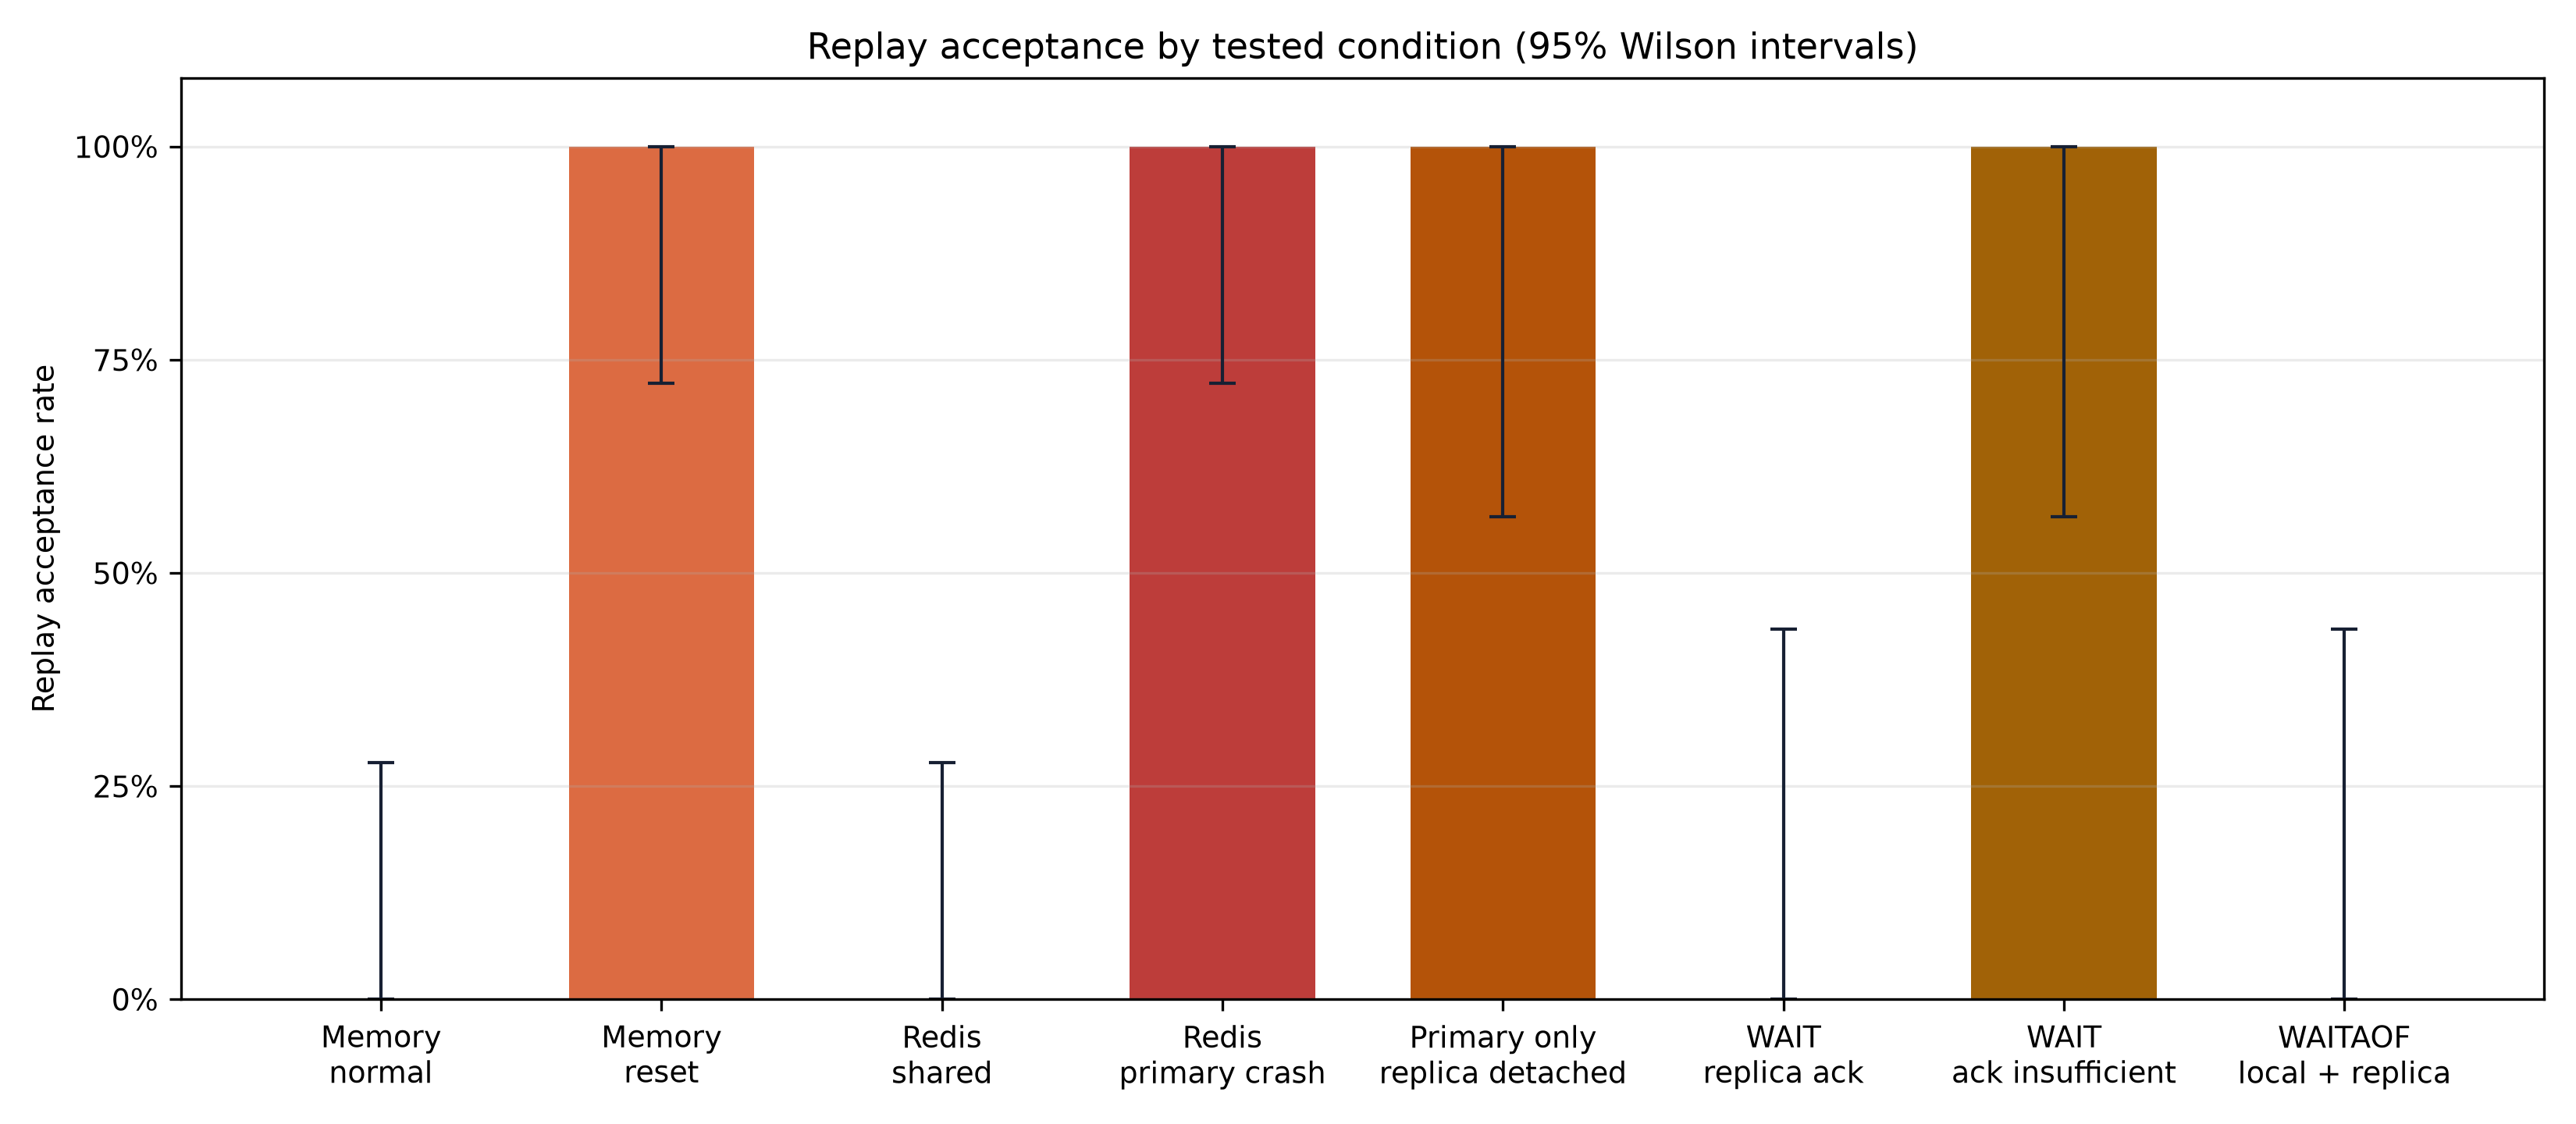 Replay acceptance by tested condition (95% Wilson intervals)
Replay acceptance rate
100%
75%
50%
25%
0%
Memory
normal
Memory
reset
Redis
shared
Redis
primary crash
Primary only
replica detached
WAIT
replica ack
WAIT
ack insufficient
WAITAOF
local + replica